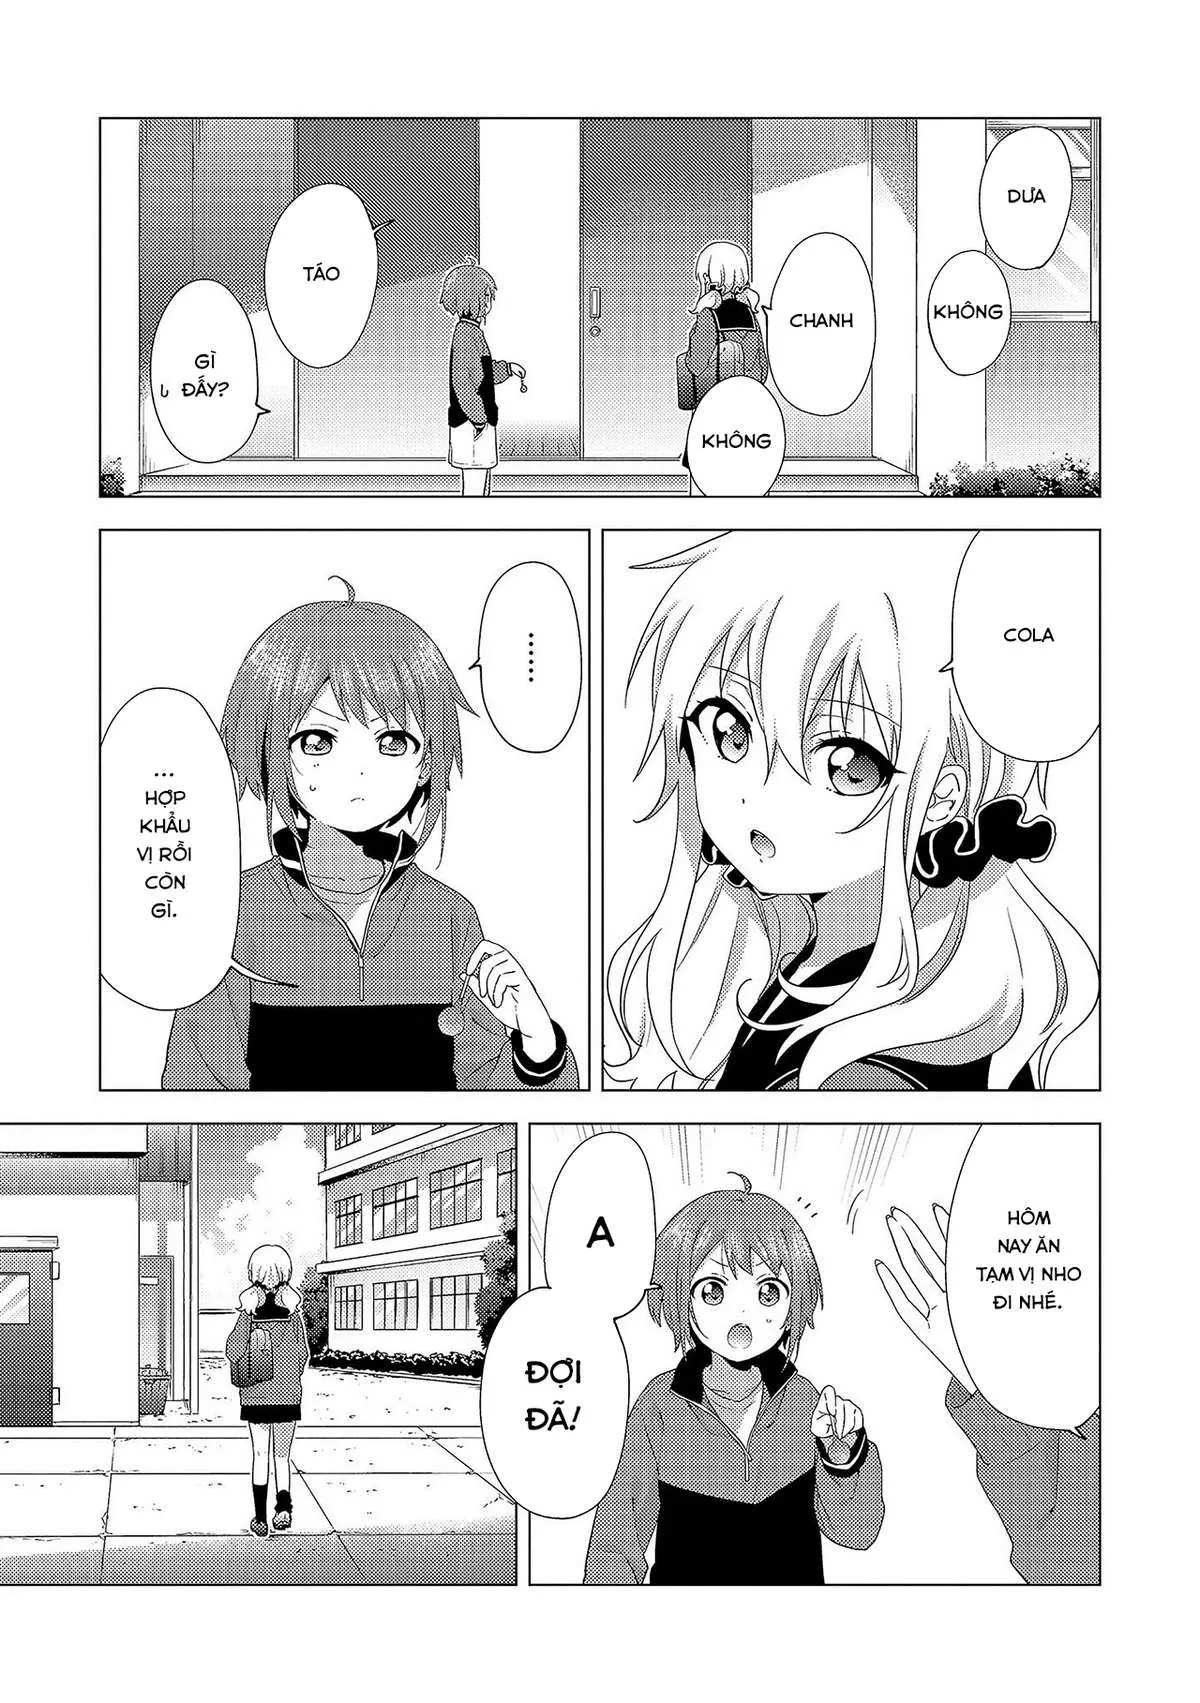 DƯA
KHÔNG
CHANH
KHÔNG
TÁO
GÌ
ĐẤY?
COLA
......
...
HỢP
KHẨU
VỊ RỒI
CÒN
GÌ.
HÔM
NAY ĂN
TẠM VỊ NHO
ĐI NHÉ.
A
ĐỢI
ĐÃ!